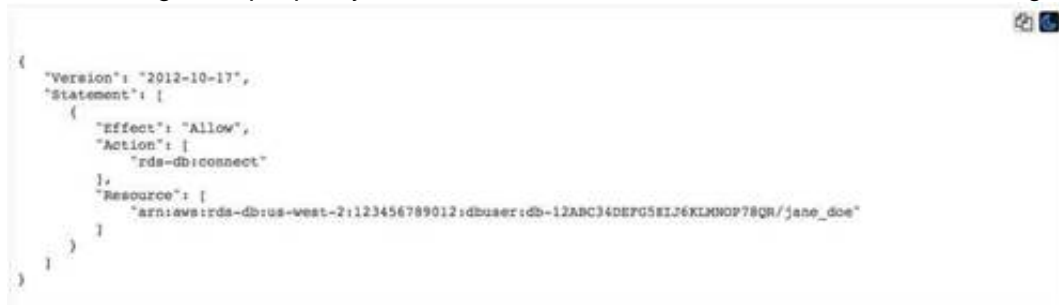 {
"Version": "2012-10-17",
"Statement": [
{
"Effect": "Allow",
"Action": [
"rds-db:connect"
],
"Resource": [
"arn:aws:rds-db:us-west-2:123456789012:dbuser:db-12ABC34DEFG5HIJ6KLMNOP78QR/jane_doe"
]
}
]
}